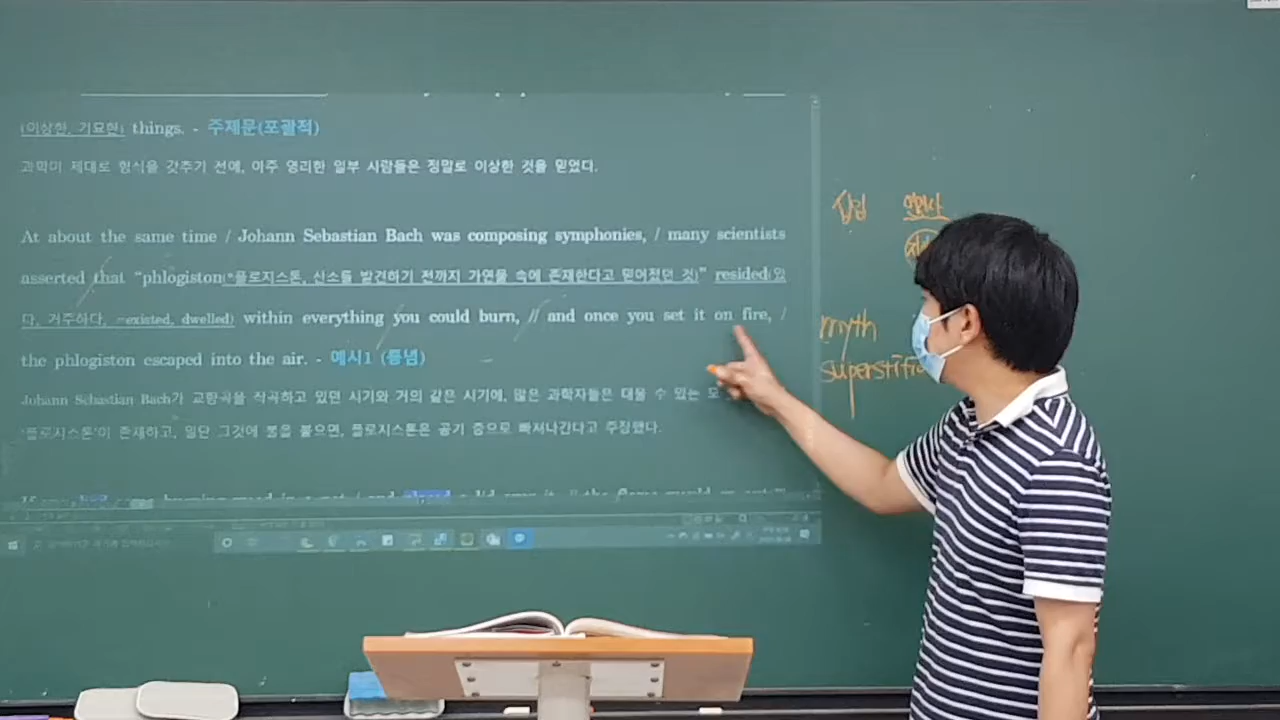 (이상한, 기묘현) things. - 주제문(포괄적)
과학미 제대로 형식을 갖추기 전에, 아주 영리한 일부 사람들은 정말로 이상한 것을 믿었다.
At about the same time / Johann Sebastian Bach was composing symphonies, / many scientists
asserted that “phlogiston(*플로지스톤, 산소를 발견하기 전까지 가연물 속에 존재한다고 믿어졌던 것)” resided(있
다, 거주하다, =existed, dwelled) within everything you could burn, // and once you set it on fire, /
the phlogiston escaped into the air. - 예시1 (통념)
Johann Sebastian Bach가 교향곡을 작곡하고 있던 시기와 거의 같은 시기에, 많은 과학자들은 태울 수 있는 모
'플로지스톤'이 존재하고, 일단 그것에 불을 붙으면, 플로지스톤은 공기 중으로 빠져나간다고 주장했다.
myth
superstitio